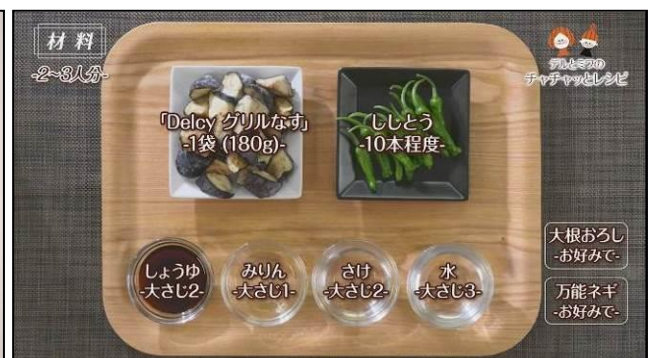 材料
-2~3人分-
デルとミフの
チャチャッとレシピ
「Delcy グリルなす」
-1袋 (180g)-
ししとう
-10本程度-
しょうゆ
-大さじ2-
みりん
-大さじ1-
さけ
-大さじ2-
水
-大さじ3-
大根おろし
-お好みで-
万能ネギ
-お好みで-